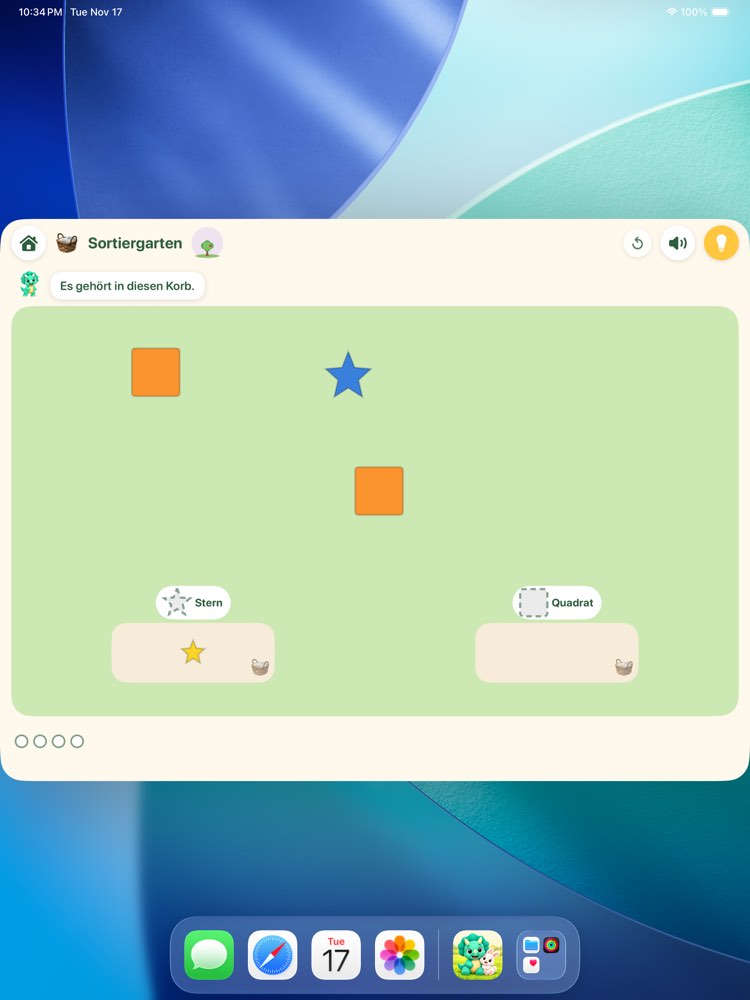 10:34 PM Tue Nov 17
100%
Sortiergarten
Es gehört in diesen Korb.
Stern
Quadrat
Tue
17